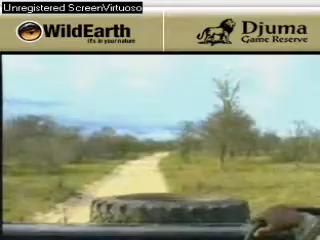 Unregistered ScreenVirtuoso
WildEarth
it's in your nature
Djuma
Game Reserve